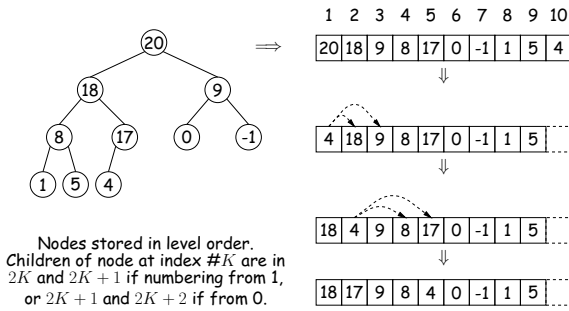 1 2 3 4 5 6 7 8 9 10
20 18 9 8 17 0 -1 1 5 4
⇒
⇓
4 18 9 8 17 0 -1 1 5
⇓
18 4 9 8 17 0 -1 1 5
⇓
18 17 9 8 4 0 -1 1 5
20
18 9
8 17 0 -1
1 5 4
Nodes stored in level order.
Children of node at index #K are in
2K and 2K + 1 if numbering from 1,
or 2K + 1 and 2K + 2 if from 0.